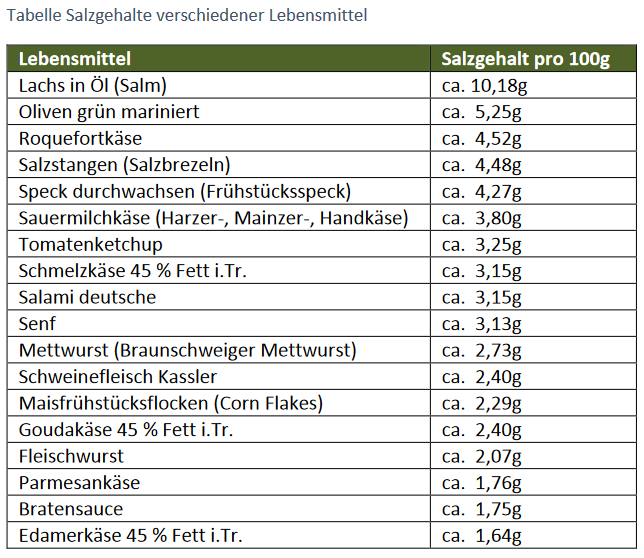 Tabelle Salzgehalte verschiedener Lebensmittel
Lebensmittel Salzgehalt pro 100g
Lachs in Öl (Salm) ca. 10,18g
Oliven grün mariniert ca. 5,25g
Roquefortkäse ca. 4,52g
Salzstangen (Salzbrezeln) ca. 4,48g
Speck durchwachsen (Frühstücksspeck) ca. 4,27g
Sauermilchkäse (Harzer-, Mainzer-, Handkäse) ca. 3,80g
Tomatenketchup ca. 3,25g
Schmelzkäse 45 % Fett i.Tr. ca. 3,15g
Salami deutsche ca. 3,15g
Senf ca. 3,13g
Mettwurst (Braunschweiger Mettwurst) ca. 2,73g
Schweinefleisch Kassler ca. 2,40g
Maisfrühstücksflocken (Corn Flakes) ca. 2,29g
Goudakäse 45 % Fett i.Tr. ca. 2,40g
Fleischwurst ca. 2,07g
Parmesankäse ca. 1,76g
Bratensauce ca. 1,75g
Edamerkäse 45 % Fett i.Tr. ca. 1,64g